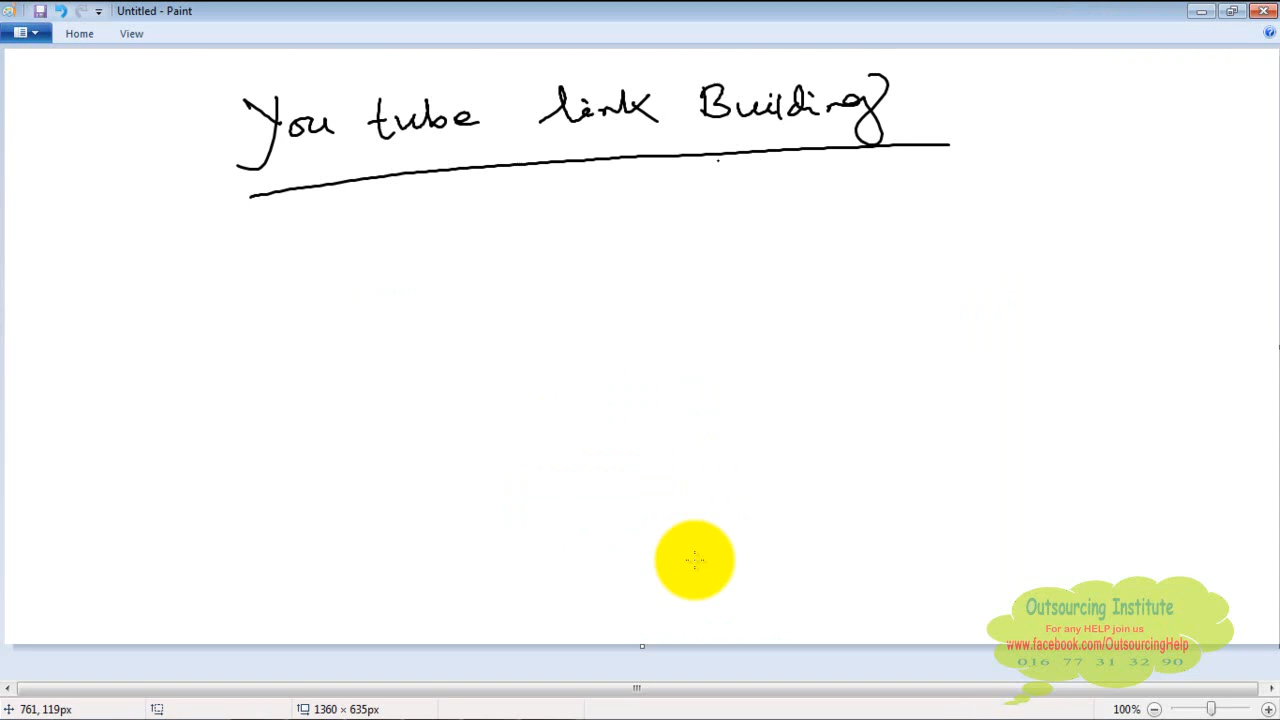 Untitled - Paint
Home View
You tube link Building
Outsourcing Institute
For any HELP join us
www.facebook.com/OutsourcingHelp
016 77 31 32 90
761, 119px
1360 × 635px
100%